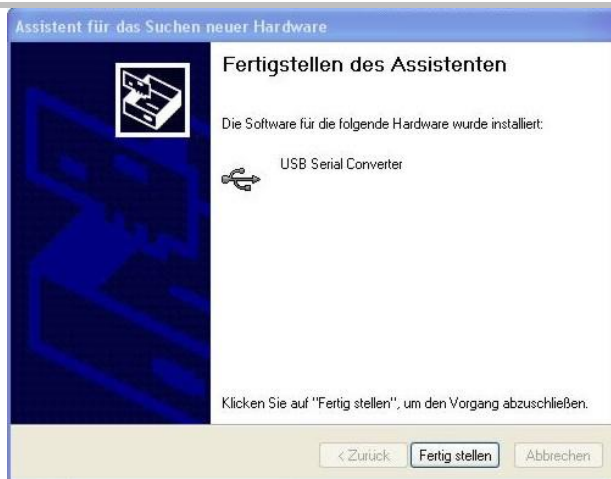 Assistent für das Suchen neuer Hardware
Fertigstellen des Assistenten
Die Software für die folgende Hardware wurde installiert:
USB Serial Converter
Klicken Sie auf "Fertig stellen", um den Vorgang abzuschließen.
< Zurück
Fertig stellen
Abbrechen